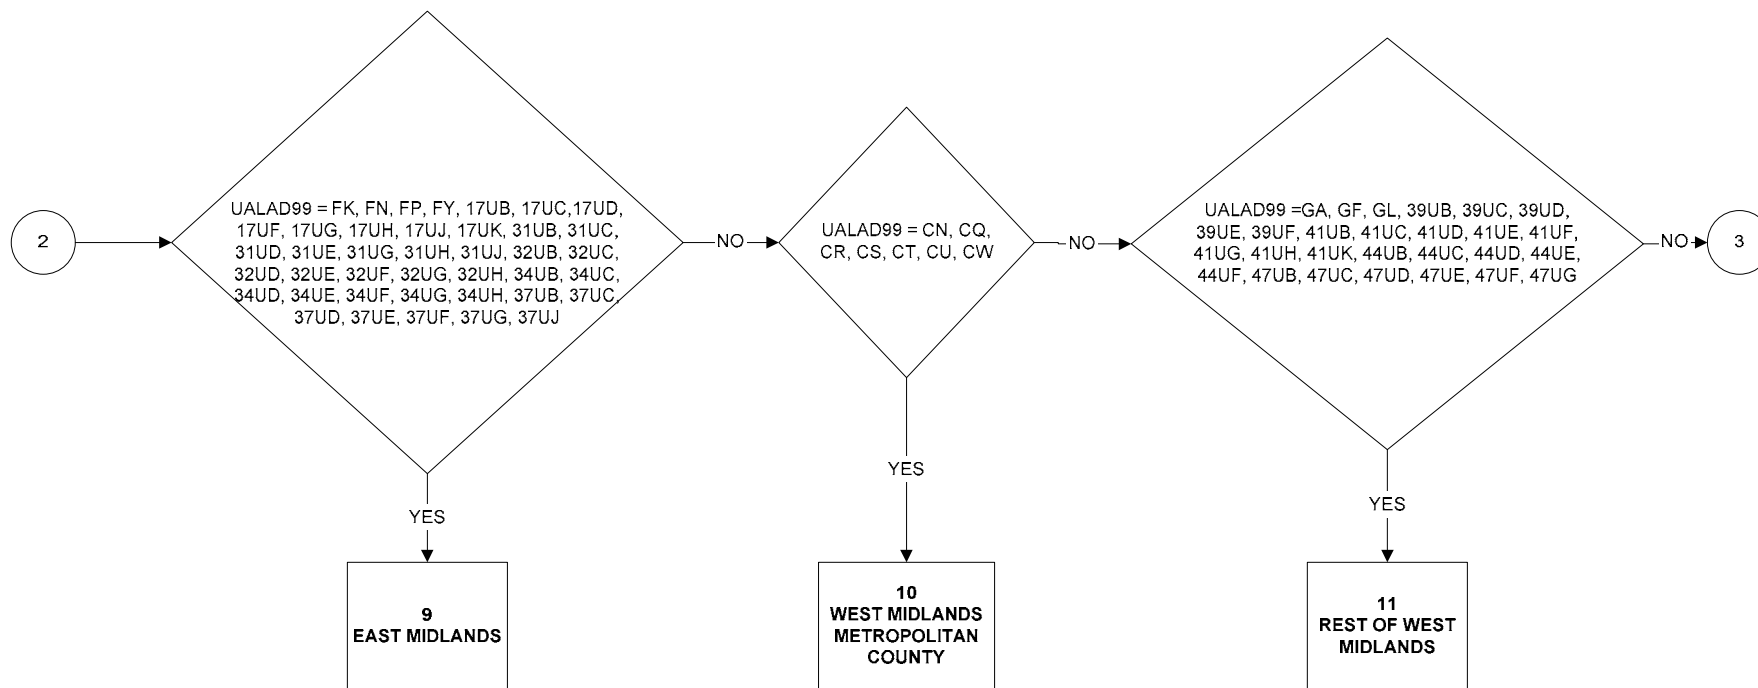 2
UALAD99 = FK, FN, FP, FY, 17UB, 17UC,17UD,
17UF, 17UG, 17UH, 17UJ, 17UK, 31UB, 31UC,
31UD, 31UE, 31UG, 31UH, 31UJ, 32UB, 32UC,
32UD, 32UE, 32UF, 32UG, 32UH, 34UB, 34UC,
34UD, 34UE, 34UF, 34UG, 34UH, 37UB, 37UC,
37UD, 37UE, 37UF, 37UG, 37UJ
NO
UALAD99 = CN, CQ,
CR, CS, CT, CU, CW
NO
UALAD99 =GA, GF, GL, 39UB, 39UC, 39UD,
39UE, 39UF, 41UB, 41UC, 41UD, 41UE, 41UF,
41UG, 41UH, 41UK, 44UB, 44UC, 44UD, 44UE,
44UF, 47UB, 47UC, 47UD, 47UE, 47UF, 47UG
NO
3
YES
YES
YES
9
EAST MIDLANDS
10
WEST MIDLANDS
METROPOLITAN
COUNTY
11
REST OF WEST
MIDLANDS